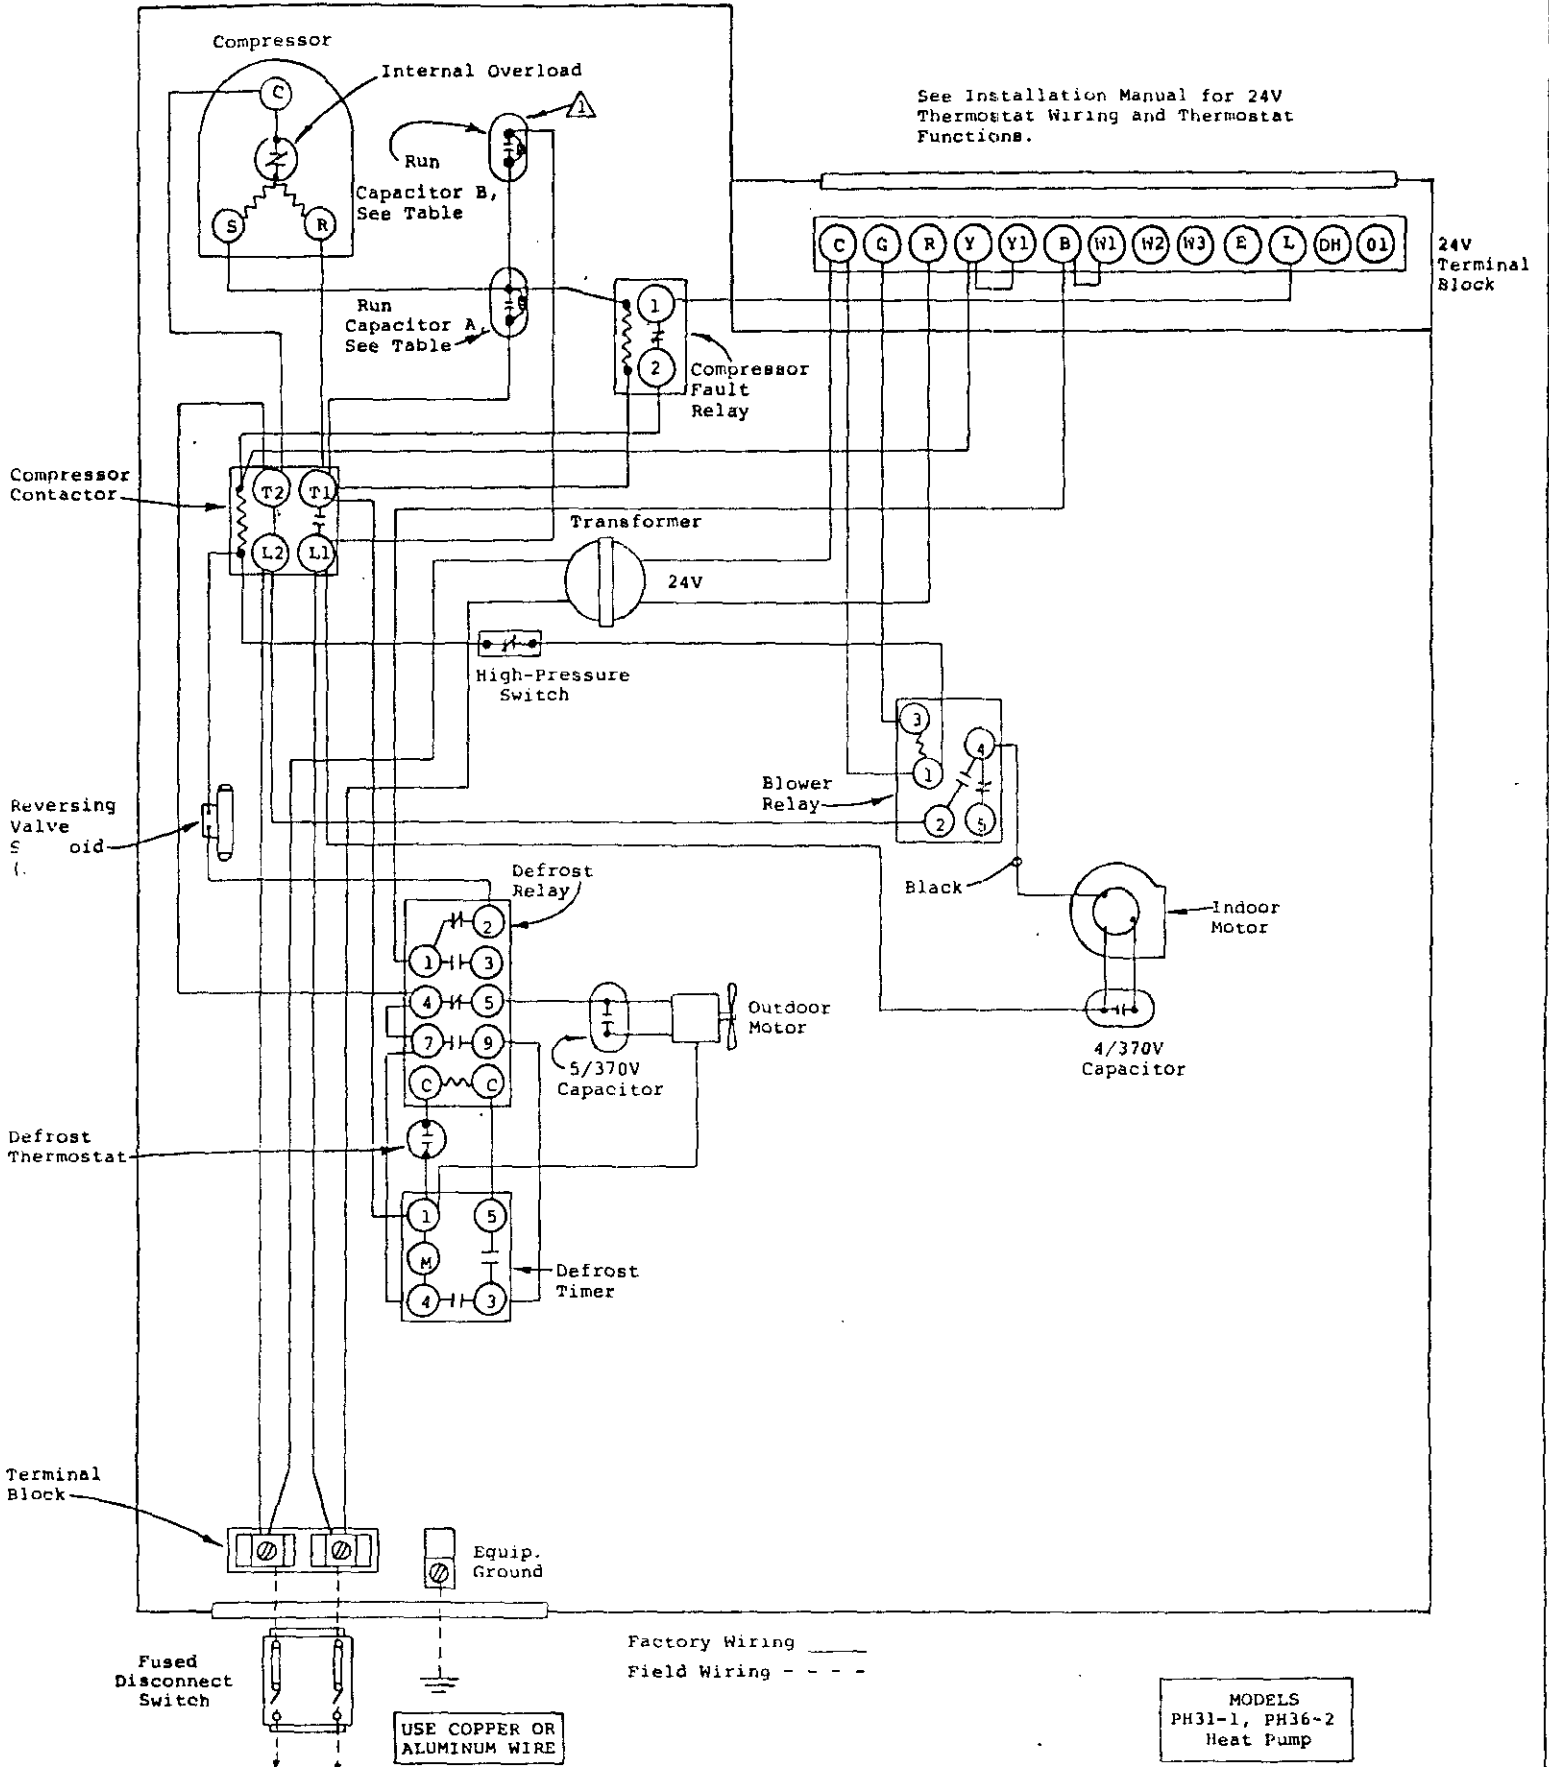 Compressor
Internal Overload
C
S
R
1
Run
Capacitor B,
See Table
Run
Capacitor A,
See Table
See Installation Manual for 24V
Thermostat Wiring and Thermostat
Functions.
C G R Y Y1 B W1 W2 W3 E L DH O1
24V
Terminal
Block
1
2
Compressor
Fault
Relay
Compressor
Contactor
T2 T1
L2 L1
Transformer
24V
High-Pressure
Switch
3
4
1
2
5
Blower
Relay
Reversing
Valve
oid
Black
Indoor
Motor
4/370V
Capacitor
Defrost
Relay
2
1 3
4 5
7 9
C C
5/370V
Capacitor
Outdoor
Motor
Defrost
Thermostat
1 5
M
4 3
Defrost
Timer
Terminal
Block
Equip.
Ground
Fused
Disconnect
Switch
Factory Wiring
Field Wiring - - - -
USE COPPER OR
ALUMINUM WIRE
MODELS
PH31-1, PH36-2
Heat Pump